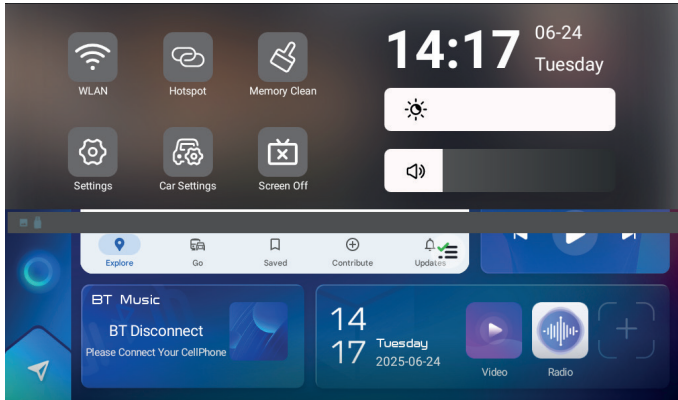 14:17
06-24
Tuesday
WLAN
Hotspot
Memory Clean
Settings
Car Settings
Screen Off
Explore
Go
Saved
Contribute
Updates
BT Music
BT Disconnect
Please Connect Your CellPhone
14
17
Tuesday
2025-06-24
Video
Radio